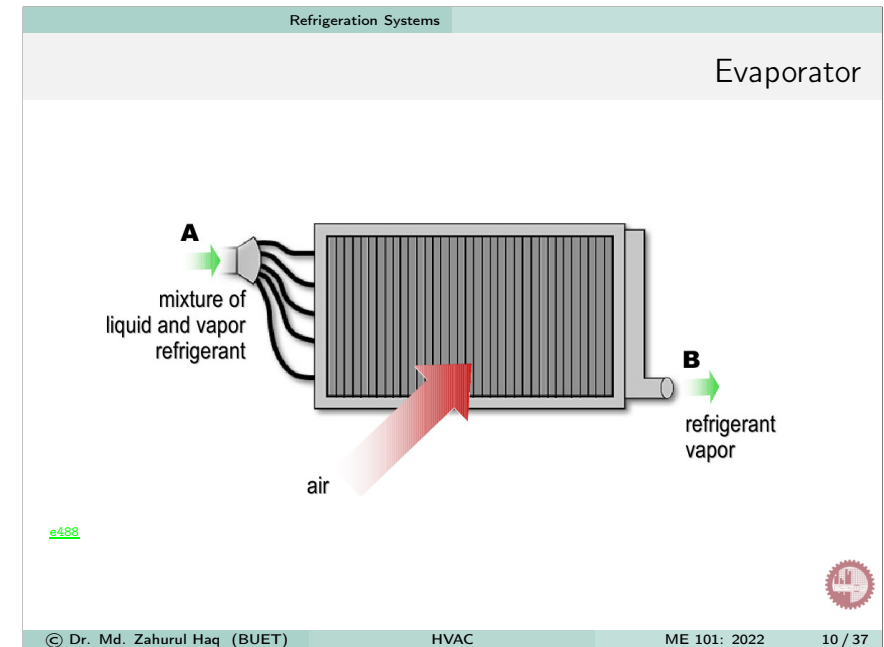 Refrigeration Systems
Evaporator
A
mixture of
liquid and vapor
refrigerant
B
refrigerant
vapor
air
e488
© Dr. Md. Zahurul Haq (BUET) HVAC ME 101: 2022 10 / 37